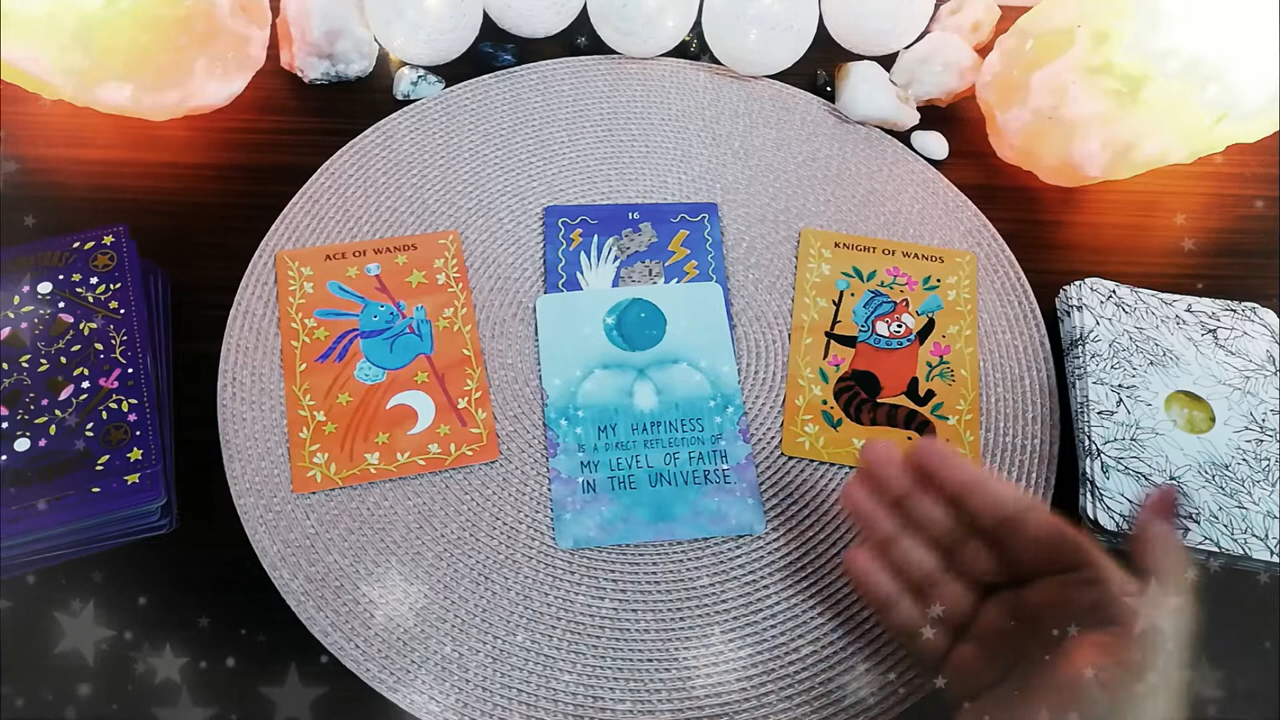 ACE OF WANDS
16
KNIGHT OF WANDS
MY HAPPINESS
IS A DIRECT REFLECTION OF
MY LEVEL OF FAITH
IN THE UNIVERSE.